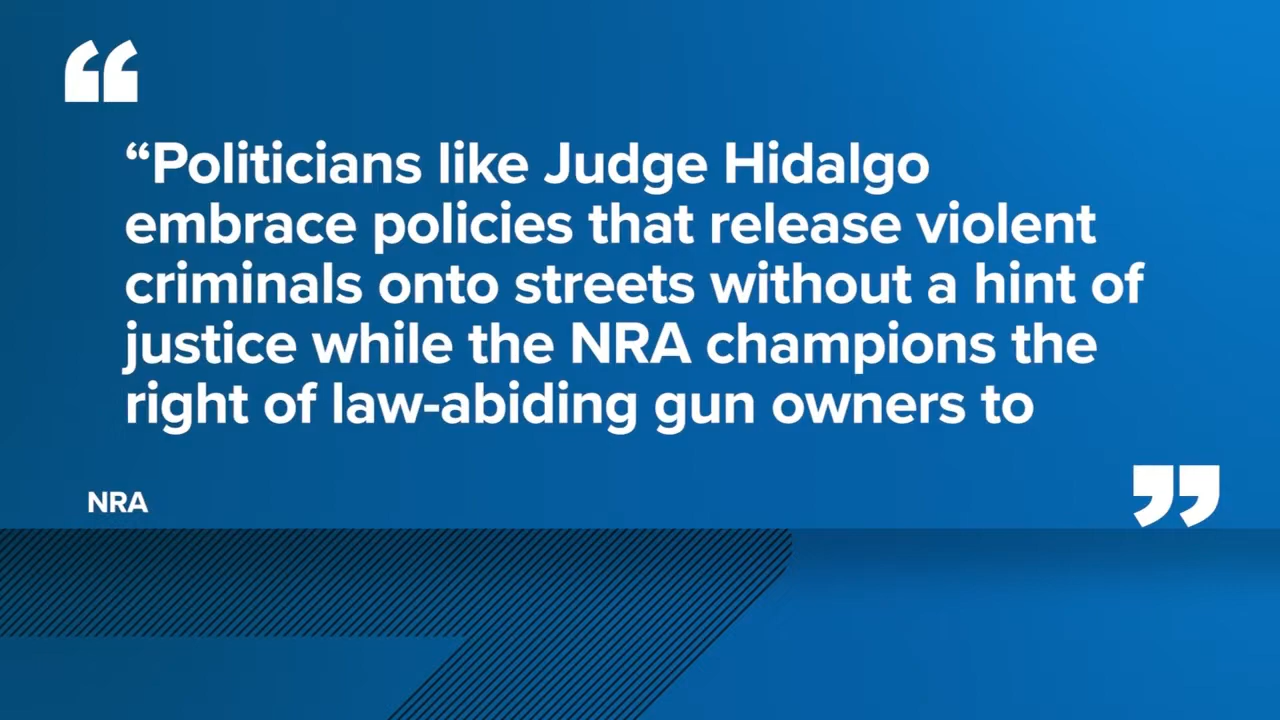 “
“Politicians like Judge Hidalgo
embrace policies that release violent
criminals onto streets without a hint of
justice while the NRA champions the
right of law-abiding gun owners to
NRA
”